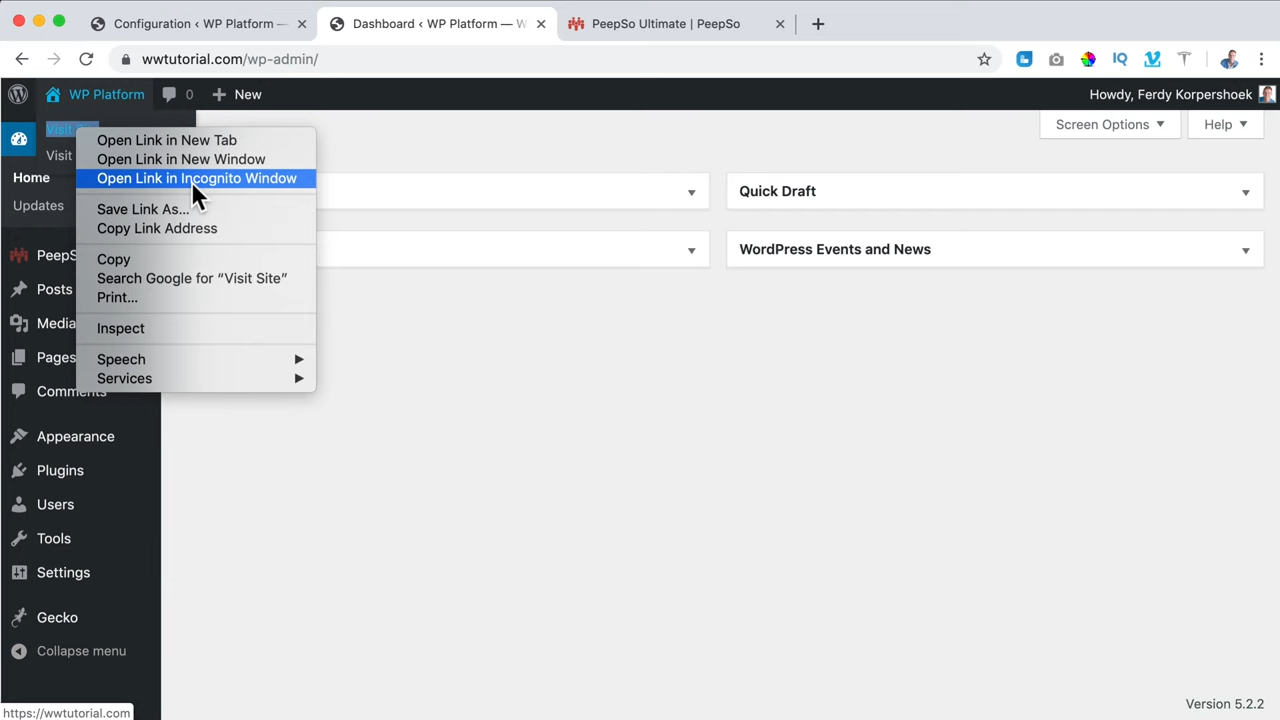 Configuration ‹ WP Platform —
Dashboard ‹ WP Platform — W
PeepSo Ultimate | PeepSo
wwtutorial.com/wp-admin/
WP Platform
0
New
Howdy, Ferdy Korpershoek
Visit
Open Link in New Tab
Open Link in New Window
Open Link in Incognito Window
Save Link As...
Copy Link Address
Copy
Search Google for “Visit Site”
Print...
Inspect
Speech
Services
Visit
Home
Updates
PeepS
Posts
Media
Pages
Comments
Appearance
Plugins
Users
Tools
Settings
Gecko
Collapse menu
Screen Options
Help
Quick Draft
WordPress Events and News
IQ
Version 5.2.2
https://wwtutorial.com